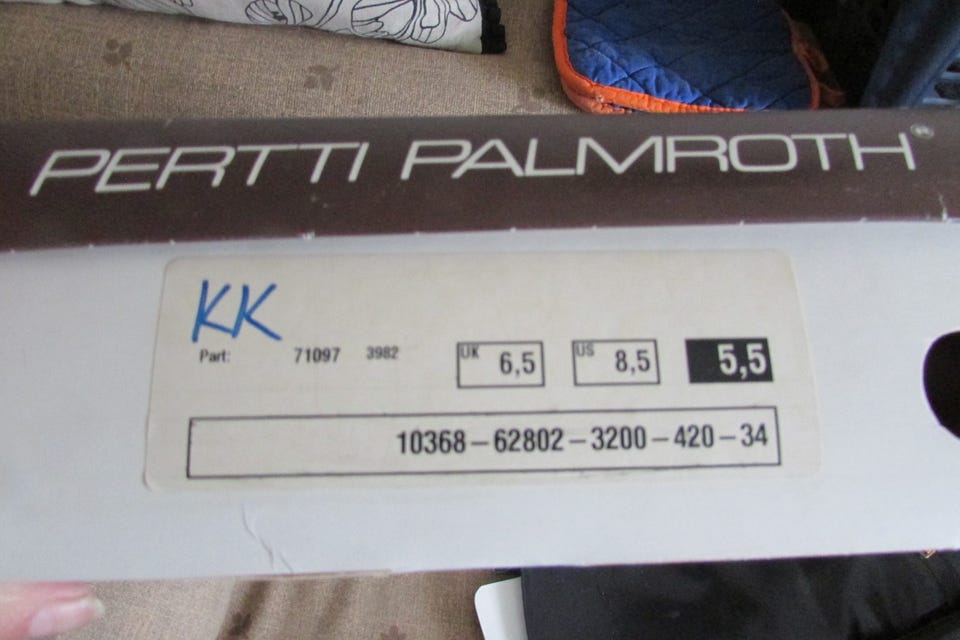 PERTTI PALMROTH®
KK
Part: 71097 3982 UK 6,5 US 8,5 5,5
10368-62802-3200-420-34